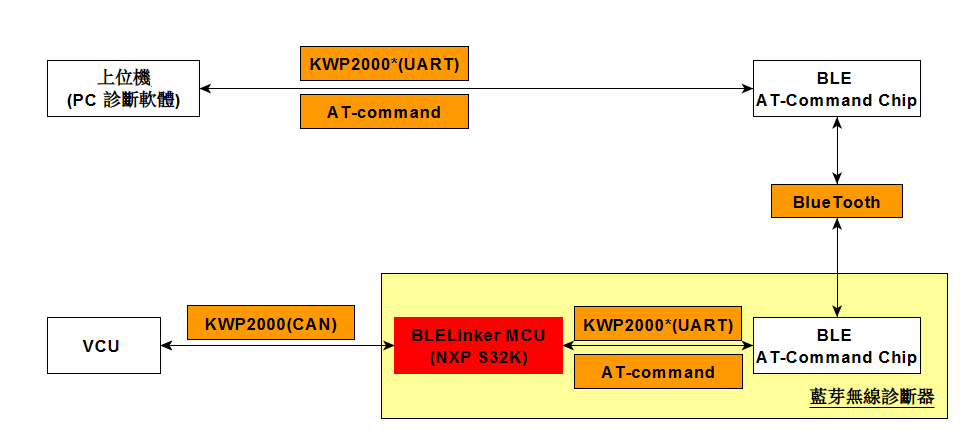 KWP2000*(UART)
上位機
(PC 診斷軟體)
AT-command
BLE
AT-Command Chip
BlueTooth
KWP2000(CAN)
VCU
BLELinker MCU
(NXP S32K)
KWP2000*(UART)
AT-command
BLE
AT-Command Chip
藍芽無線診斷器